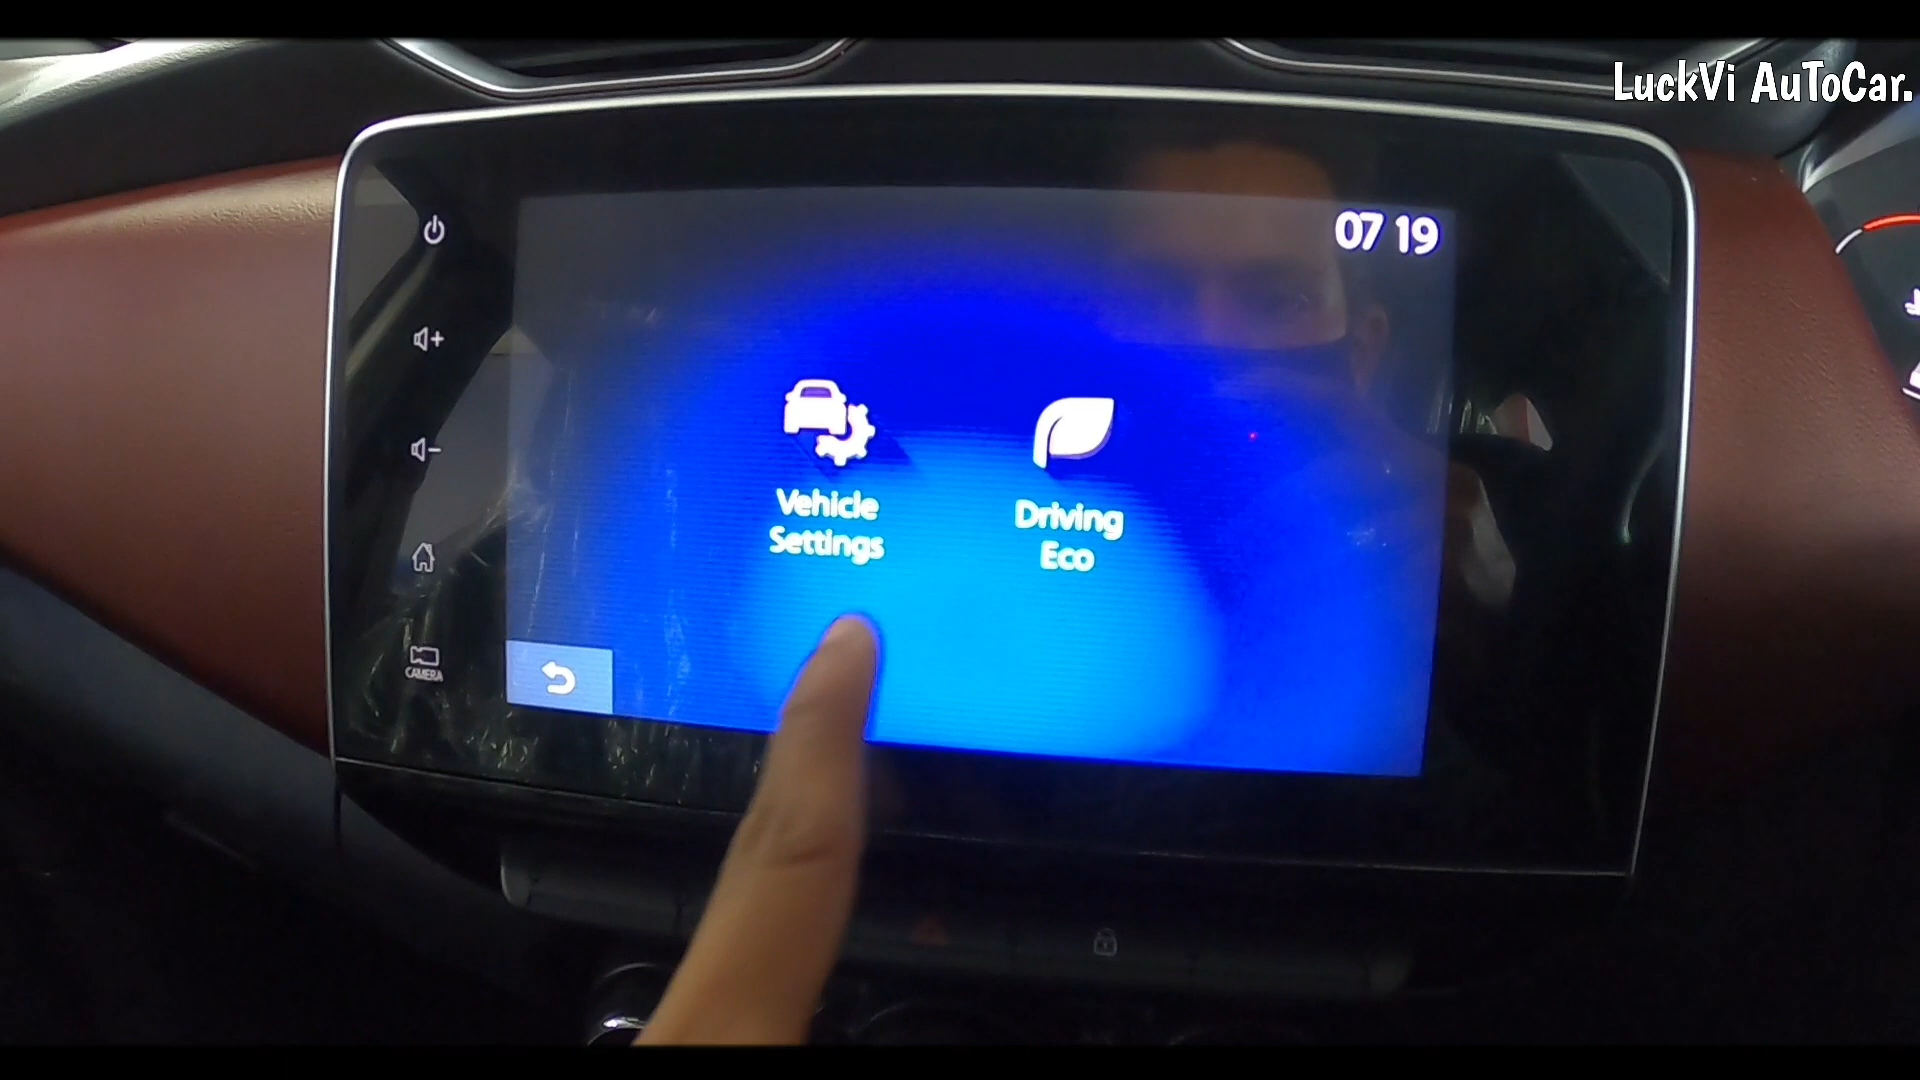 LuckVi AuToCar.
07 19
Vehicle
Settings
Driving
Eco
CAMERA